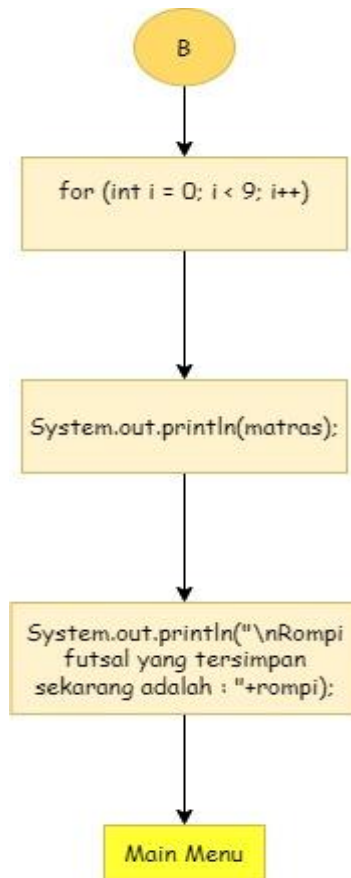 B
for (int i = 0; i < 9; i++)
System.out.println(matras);
System.out.println("\nRompi
futsal yang tersimpan
sekarang adalah : "+rompi);
Main Menu